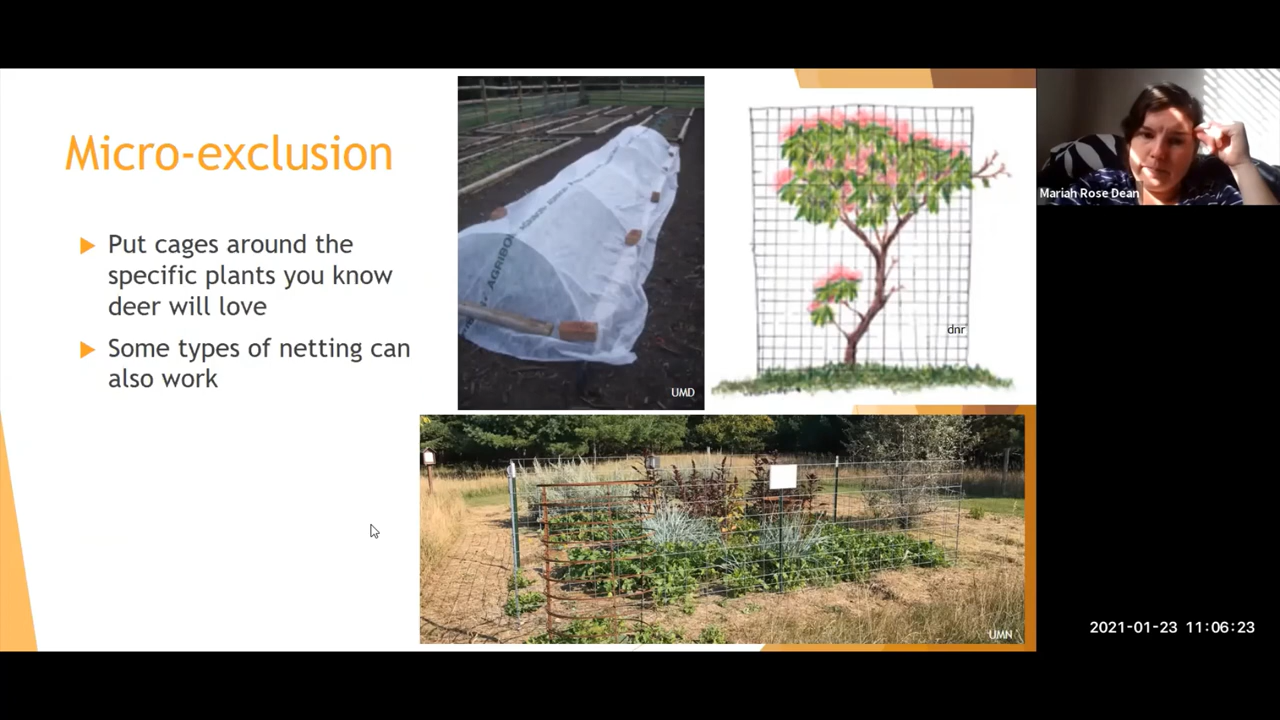 Micro-exclusion
Put cages around the
specific plants you know
deer will love
Some types of netting can
also work
AGRIBO
UMD
dnr
UMN
Mariah Rose Dean
2021-01-23 11:06:23